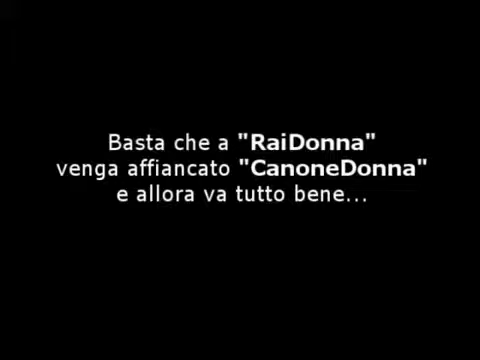 Basta che a "RaiDonna"
venga affiancato "CanoneDonna"
e allora va tutto bene...